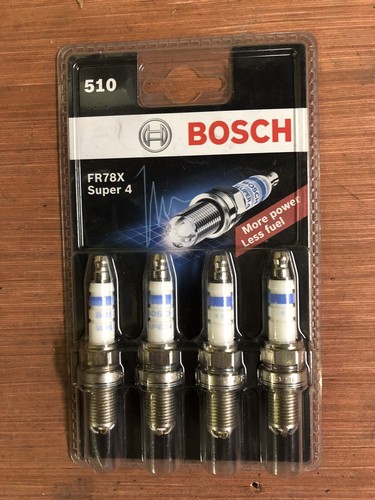 510
BOSCH
FR78X
Super 4
More power
Less fuel